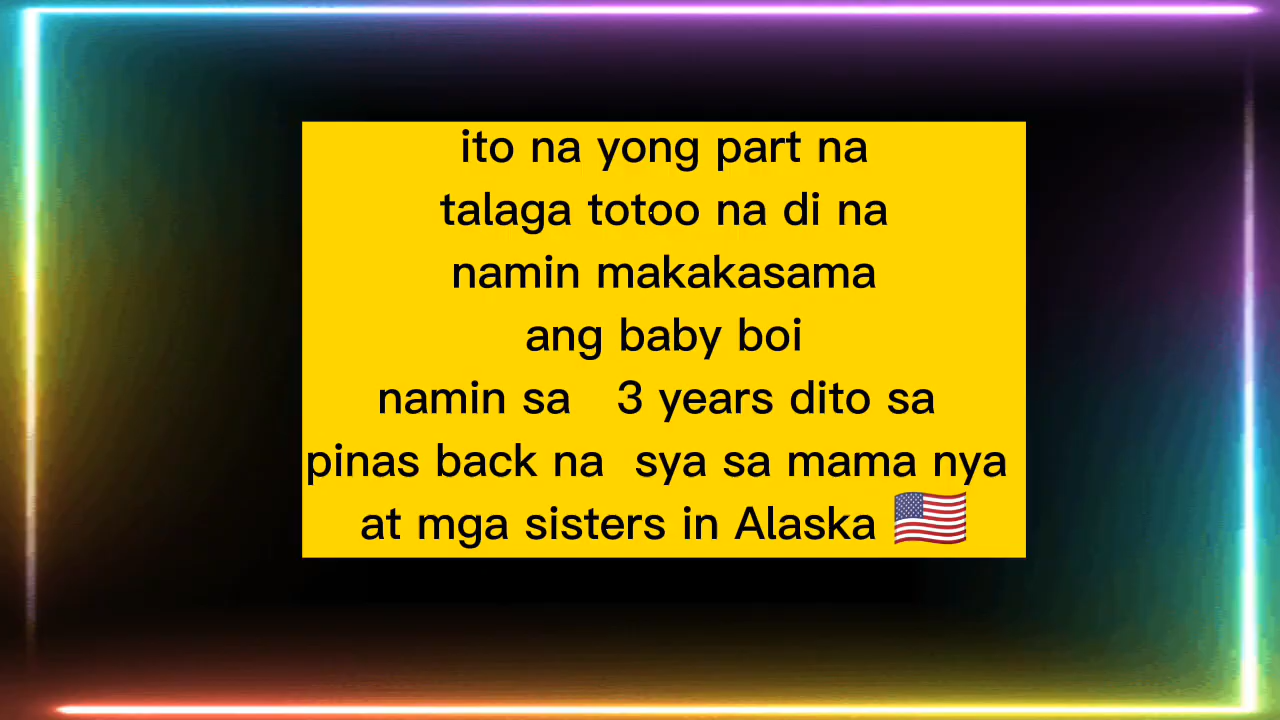 ito na yong part na
talaga totoo na di na
namin makakasama
ang baby boi
namin sa 3 years dito sa
pinas back na sya sa mama nya
at mga sisters in Alaska 🇺🇸